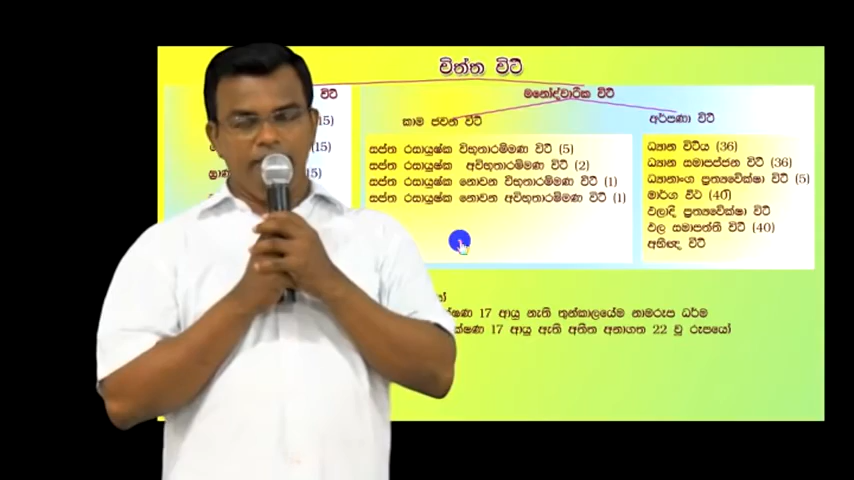 චිත්ත විථී
විථී
මනෝද්වාරික විථී
කාම ජවන විථී
අර්පණා විථී
15)
(15)
15)
සප්ත රසායුෂ්ක විභුතාරම්මණ විථී (5)
සප්ත රසායුෂ්ක අවිභුතාරම්මණ විථී (2)
සප්ත රසායුෂ්ක නොවන විභුතාරම්මණ විථී (1)
සප්ත රසායුෂ්ක නොවන අවිභුතාරම්මණ විථී (1)
ධ්‍යාන විථීය (36)
ධ්‍යාන සමාපජ්ජන විථී (36)
ධ්‍යානාංග ප්‍රත්‍යවේක්ෂා විථී (5)
මාර්ග විථ (40)
ඵලාදි ප්‍රත්‍යවේක්ෂා විථී
ඵල සමාපත්ති විථී (40)
අභිඥා විථී
ක්ෂණ 17 ආයු නැති තුන්කාලයේම නාමරූප ධර්ම
ක්ෂණ 17 ආයු ඇති අතීත අනාගත 22 වූ රූපයෝ